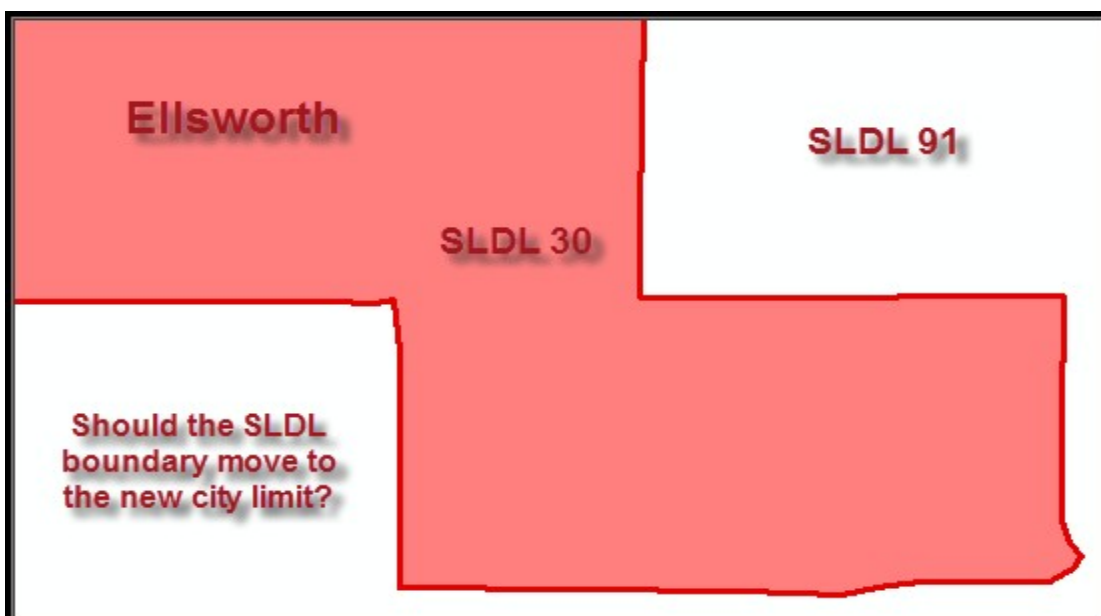 Ellsworth
SLDL 91
SLDL 30
Should the SLDL
boundary move to
the new city limit?